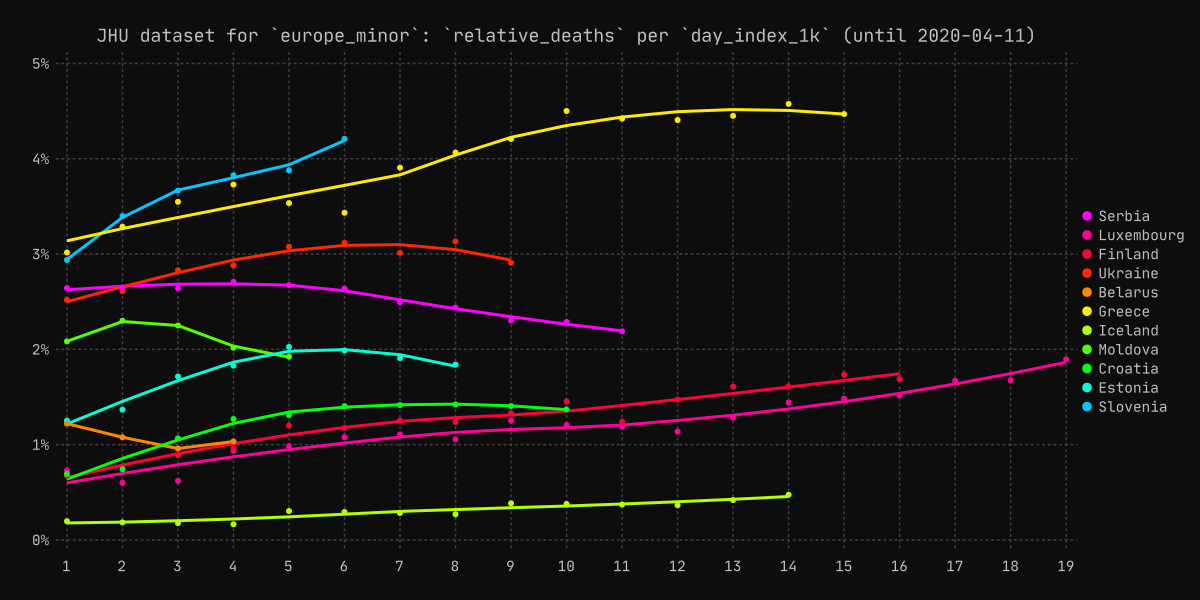 JHU dataset for `europe_minor`: `relative_deaths` per `day_index_1k` (until 2020-04-11)
5%
4%
3%
2%
1%
0%
1 2 3 4 5 6 7 8 9 10 11 12 13 14 15 16 17 18 19
Serbia
Luxembourg
Finland
Ukraine
Belarus
Greece
Iceland
Moldova
Croatia
Estonia
Slovenia